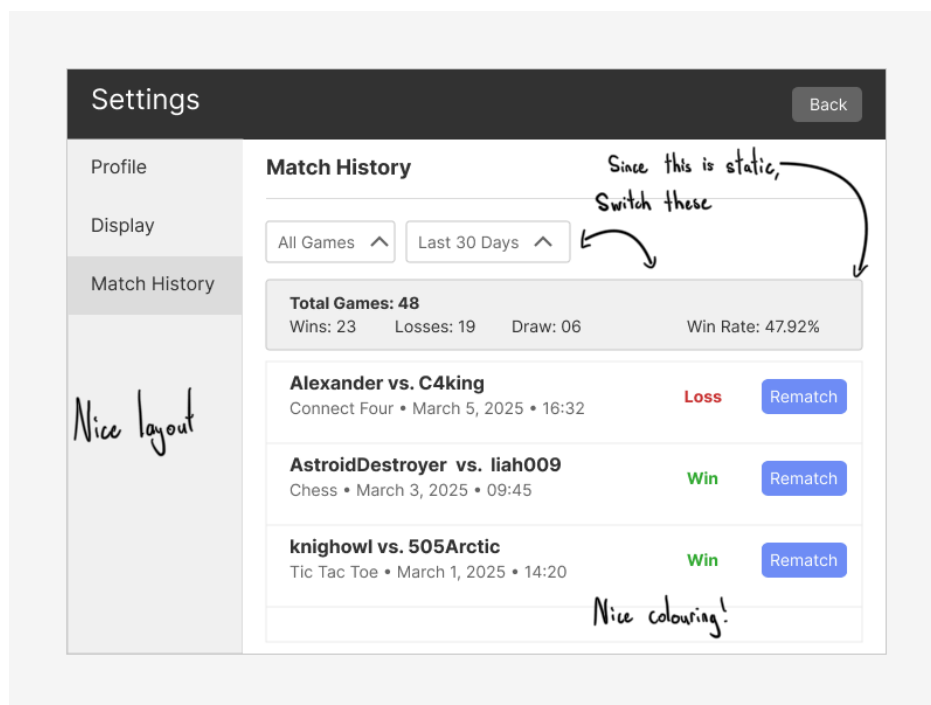 Settings
Back
Profile
Display
Match History
Match History
Since this is static,
Switch these
All Games
Last 30 Days
Total Games: 48
Wins: 23 Losses: 19 Draw: 06 Win Rate: 47.92%
Alexander vs. C4king
Connect Four • March 5, 2025 • 16:32
Loss
Rematch
AstroidDestroyer vs. liah009
Chess • March 3, 2025 • 09:45
Win
Rematch
knighowl vs. 505Arctic
Tic Tac Toe • March 1, 2025 • 14:20
Win
Rematch
Nice layout
Nice colouring!